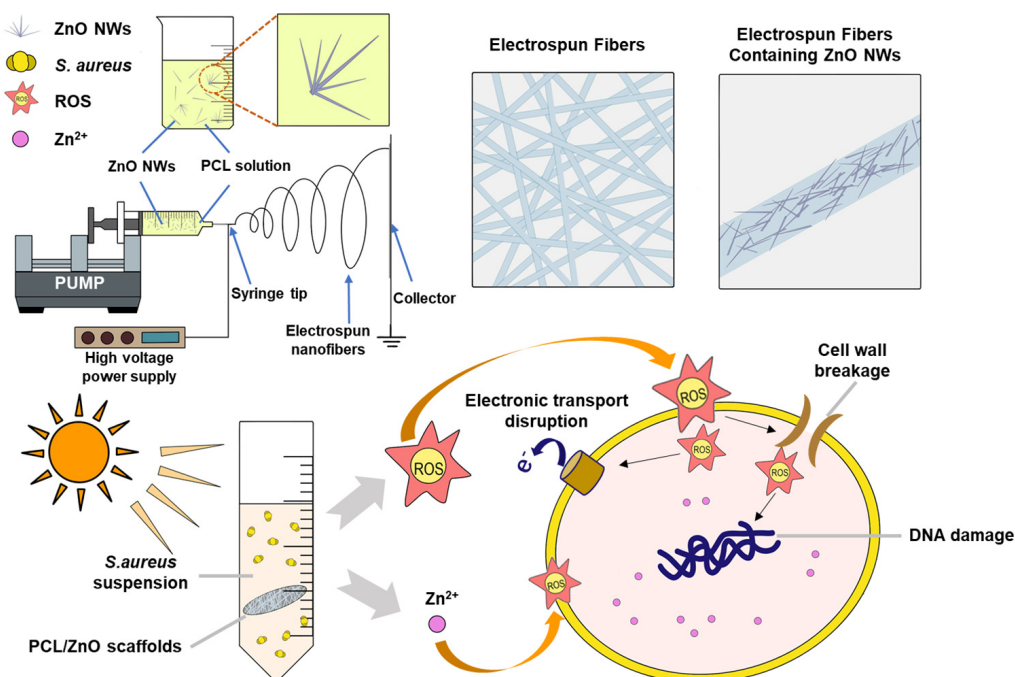 ZnO NWs
S. aureus
ROS
ROS
Zn²⁺
ZnO NWs
PCL solution
PUMP
Syringe tip
Collector
Electrospun
nanofibers
High voltage
power supply
Electrospun Fibers
Electrospun Fibers
Containing ZnO NWs
S.aureus
suspension
PCL/ZnO scaffolds
ROS
Zn²⁺
Electronic transport
disruption
e⁻
ROS
ROS
ROS
ROS
Cell wall
breakage
DNA damage